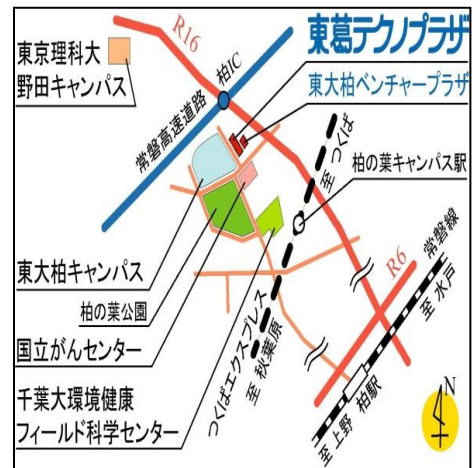 東葛テクノプラザ
東大柏ベンチャープラザ
東京理科大
野田キャンパス
R16
柏IC
常磐高速道路
至 つくば
柏の葉キャンパス駅
東大柏キャンパス
柏の葉公園
国立がんセンター
千葉大環境健康
フィールド科学センター
つくばエクスプレス
至 秋葉原
R6
常磐線
至 水戸
至上野 柏駅
N